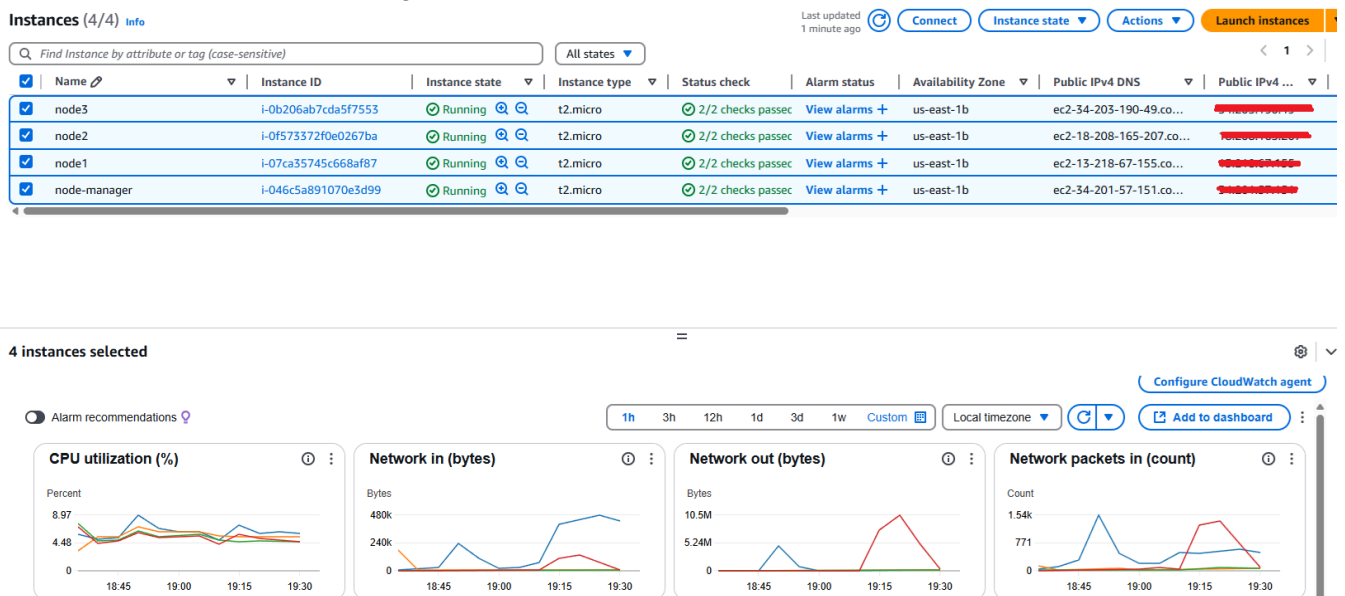 Instances (4/4) Info
Last updated
1 minute ago
Connect
Instance state
Actions
Launch instances
Find Instance by attribute or tag (case-sensitive)
All states
1
Name Instance ID Instance state Instance type Status check Alarm status Availability Zone Public IPv4 DNS Public IPv4 ...
node3 i-0b206ab7cda5f7553 Running t2.micro 2/2 checks passec View alarms + us-east-1b ec2-34-203-190-49.co...
node2 i-0f573372f0e0267ba Running t2.micro 2/2 checks passec View alarms + us-east-1b ec2-18-208-165-207.co...
node1 i-07ca35745c668af87 Running t2.micro 2/2 checks passec View alarms + us-east-1b ec2-13-218-67-155.co...
node-manager i-046c5a891070e3d99 Running t2.micro 2/2 checks passec View alarms + us-east-1b ec2-34-201-57-151.co...
4 instances selected
Configure CloudWatch agent
Alarm recommendations
1h 3h 12h 1d 3d 1w Custom
Local timezone
Add to dashboard
CPU utilization (%)
Percent
8.97
4.48
0
18:45 19:00 19:15 19:30
Network in (bytes)
Bytes
480k
240k
0
18:45 19:00 19:15 19:30
Network out (bytes)
Bytes
10.5M
5.24M
0
18:45 19:00 19:15 19:30
Network packets in (count)
Count
1.54k
771
0
18:45 19:00 19:15 19:30